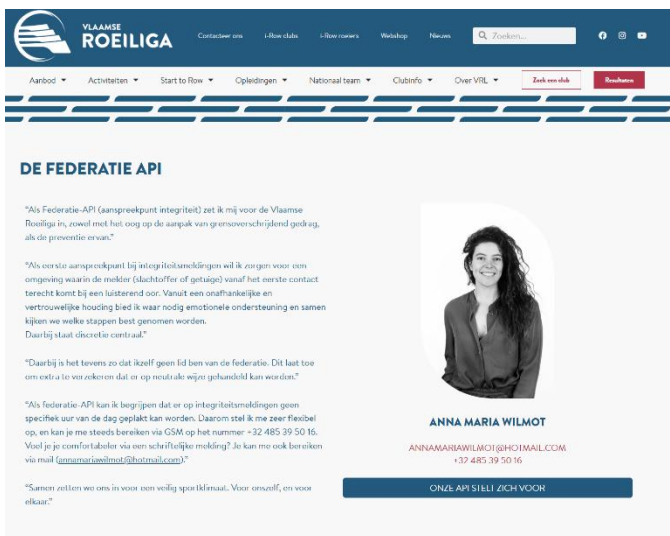 VLAAMSE
ROEILIGA
Contacteer ons
i-Row clubs
i-Row roeiers
Webshop
Nieuws
Zoeken...
Aanbod
Activiteiten
Start to Row
Opleidingen
Nationaal team
Clubinfo
Over VRL
Zoek een club
Resultaten
DE FEDERATIE API
"Als Federatie-API (aanspreekpunt integriteit) zet ik mij voor de Vlaamse
Roeiliga in, zowel met het oog op de aanpak van grensoverschrijdend gedrag,
als de preventie ervan."
"Als eerste aanspreekpunt bij integriteitsmeldingen wil ik zorgen voor een
omgeving waarin de melder (slachtoffer of getuige) vanaf het eerste contact
terecht komt bij een luisterend oor. Vanuit een onafhankelijke en
vertrouwelijke houding bied ik waar nodig emotionele ondersteuning en samen
kijken we welke stappen best genomen worden.
Daarbij staat discretie centraal."
"Daarbij is het tevens zo dat ikzelf geen lid ben van de federatie. Dit laat toe
om extra te verzekeren dat er op neutrale wijze gehandeld kan worden."
"Als federatie-API kan ik begrijpen dat er op integriteitsmeldingen geen
specifiek uur van de dag geplakt kan worden. Daarom stel ik me zeer flexibel
op, en kan je me steeds bereiken via GSM op het nummer +32 485 39 50 16.
Voel je je comfortabeler via een schriftelijke melding? Je kan me ook bereiken
via mail (annamariawilmot@hotmail.com)."
"Samen zetten we ons in voor een veilig sportklimaat. Voor onszelf, en voor
elkaar."
ANNA MARIA WILMOT
ANNAMARIAWILMOT@HOTMAIL.COM
+32 485 39 50 16
ONZE API STELT ZICH VOOR